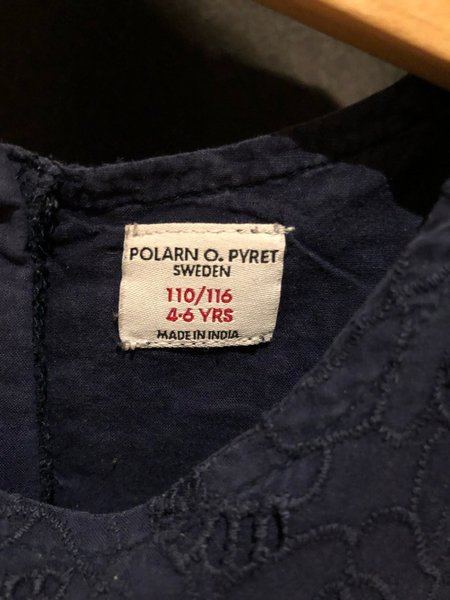 POLARN O. PYRET
SWEDEN
110/116
4-6 YRS
MADE IN INDIA